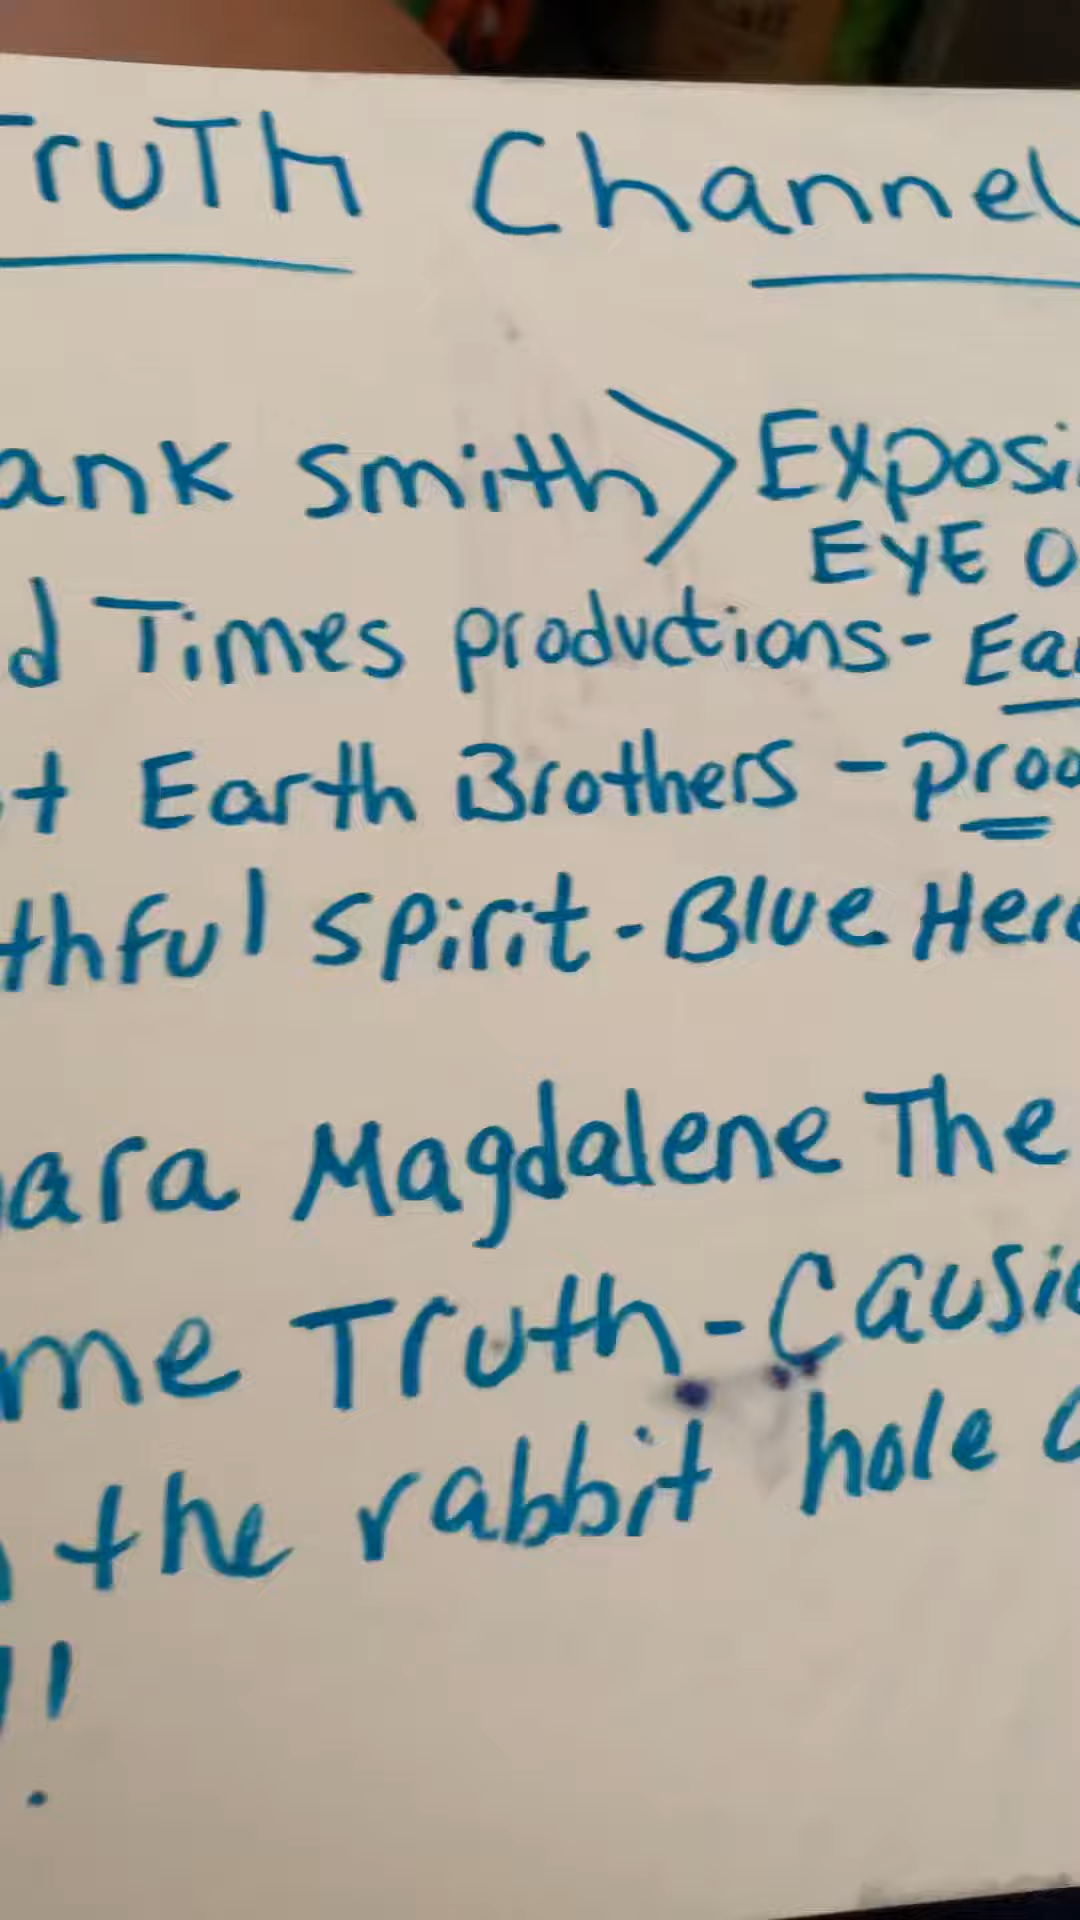 TruTh Channel
ank Smith > Exposi
EYE O
d Times productions - Ea
t Earth Brothers - Proo
thful Spirit - Blue Her
ara Magdalene The
me Truth - Causi
the rabbit hole
!!